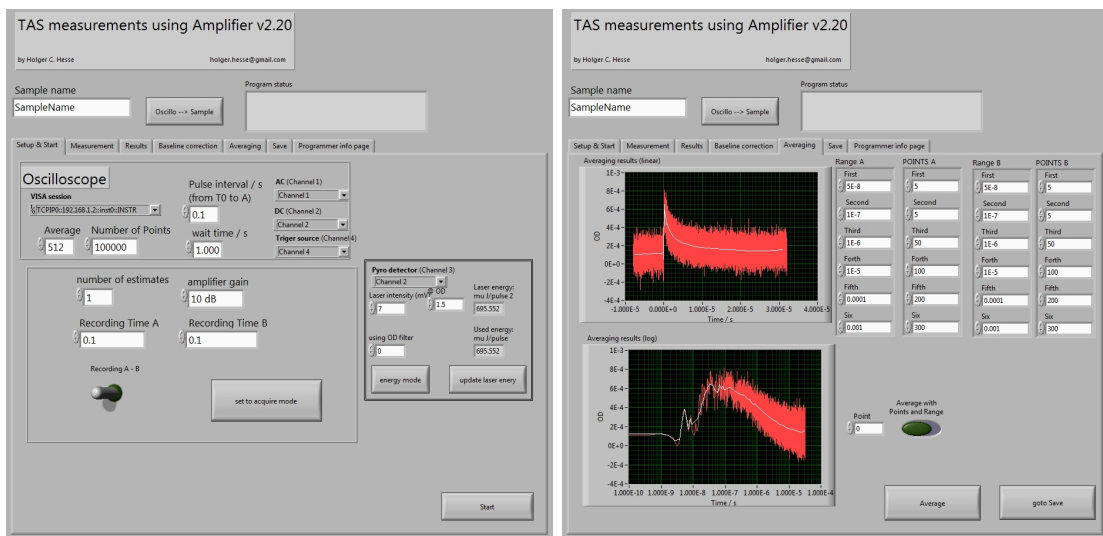 TAS measurements using Amplifier v2.20
by Holger C. Hesse holger.hesse@gmail.com
Sample name
SampleName
Oscillo --> Sample
Program status
Setup & Start Measurement Results Baseline correction Averaging Save Programmer info page
Oscilloscope
VISA session
TCPIP0::192.168.1.2::inst0::INSTR
Average Number of Points
512 100000
Pulse interval / s
(from T0 to A)
0.1
wait time / s
1.000
AC (Channel 1)
Channel 1
DC (Channel 2)
Channel 2
Triger source (Channel 4)
Channel 4
number of estimates
1
amplifier gain
10 dB
Recording Time A
0.1
Recording Time B
0.1
Recording A - B
set to acquire mode
Pyro detector (Channel 3)
Channel 2
Laser intensity (mV)
7
@ OD
1.5
Laser energy:
mu J/pulse 2
695.552
using OD filter
0
Used energy:
mu J/pulse
695.552
energy mode
update laser enery
Start
TAS measurements using Amplifier v2.20
by Holger C. Hesse holger.hesse@gmail.com
Sample name
SampleName
Oscillo --> Sample
Program status
Setup & Start Measurement Results Baseline correction Averaging Save Programmer info page
Averaging results (linear)
1E-3
8E-4
6E-4
4E-4
2E-4
0E+0
-2E-4
-4E-4
OD
-1.000E-5 0.000E+0 1.000E-5 2.000E-5 3.000E-5 4.000E-5
Time / s
Averaging results (log)
1E-3
8E-4
6E-4
4E-4
2E-4
0E+0
-2E-4
-4E-4
OD
1.000E-10 1.000E-9 1.000E-8 1.000E-7 1.000E-6 1.000E-5 1.000E-4
Time / s
Range A POINTS A Range B POINTS B
First First First First
5E-8 5 5E-8 5
Second Second Second Second
1E-7 5 1E-7 5
Third Third Third Third
1E-6 50 1E-6 50
Forth Forth Forth Forth
1E-5 100 1E-5 100
Fifth Fifth Fifth Fifth
0.0001 200 0.0001 200
Six Six Six Six
0.001 300 0.001 300
Point
0
Average with
Points and Range
Average
goto Save